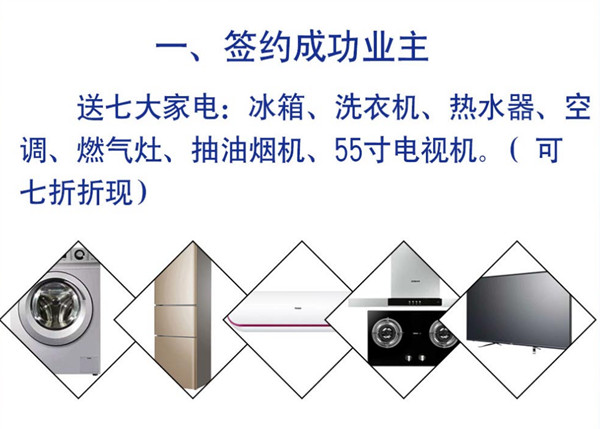 一、签约成功业主
送七大家电：冰箱、洗衣机、热水器、空
调、燃气灶、抽油烟机、55寸电视机。（ 可
七折折现）